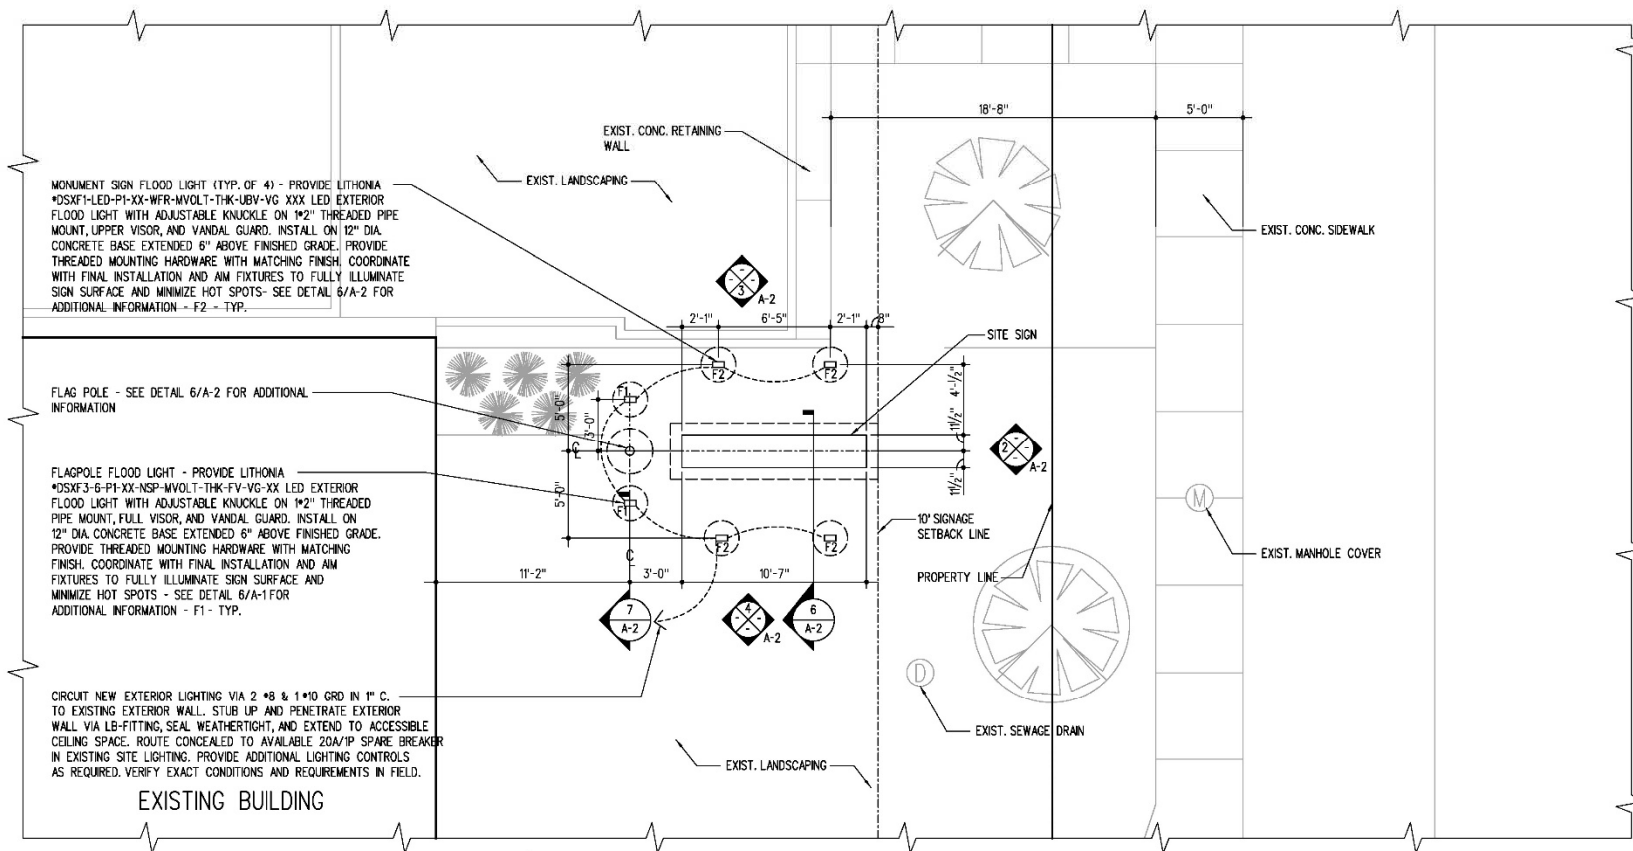 18'-8"
5'-0"
EXIST. CONC. RETAINING
WALL
EXIST. LANDSCAPING
MONUMENT SIGN FLOOD LIGHT (TYP. OF 4) - PROVIDE LITHONIA
*DSXF1-LED-P1-XX-WFR-MVOLT-THK-UBV-VG XXX LED EXTERIOR
FLOOD LIGHT WITH ADJUSTABLE KNUCKLE ON 1*2" THREADED PIPE
MOUNT, UPPER VISOR, AND VANDAL GUARD. INSTALL ON 12" DIA.
CONCRETE BASE EXTENDED 6" ABOVE FINISHED GRADE. PROVIDE
THREADED MOUNTING HARDWARE WITH MATCHING FINISH. COORDINATE
WITH FINAL INSTALLATION AND AIM FIXTURES TO FULLY ILLUMINATE
SIGN SURFACE AND MINIMIZE HOT SPOTS- SEE DETAIL 6/A-2 FOR
ADDITIONAL INFORMATION - F2 - TYP.
EXIST. CONC. SIDEWALK
3
A-2
2'-1"
6'-5"
2'-1"
8"
SITE SIGN
F2
F2
FLAG POLE - SEE DETAIL 6/A-2 FOR ADDITIONAL
INFORMATION
F1
5'-0"
3'-0"
4'-½"
11½"
2
A-2
FLAGPOLE FLOOD LIGHT - PROVIDE LITHONIA
*DSXF3-6-P1-XX-NSP-MVOLT-THK-FV-VG-XX LED EXTERIOR
FLOOD LIGHT WITH ADJUSTABLE KNUCKLE ON 1*2" THREADED
PIPE MOUNT, FULL VISOR, AND VANDAL GUARD. INSTALL ON
12" DIA. CONCRETE BASE EXTENDED 6" ABOVE FINISHED GRADE.
PROVIDE THREADED MOUNTING HARDWARE WITH MATCHING
FINISH. COORDINATE WITH FINAL INSTALLATION AND AIM
FIXTURES TO FULLY ILLUMINATE SIGN SURFACE AND
MINIMIZE HOT SPOTS - SEE DETAIL 6/A-1 FOR
ADDITIONAL INFORMATION - F1 - TYP.
5'-0"
F1
11½"
M
10' SIGNAGE
SETBACK LINE
F2
F2
EXIST. MANHOLE COVER
11'-2"
3'-0"
10'-7"
PROPERTY LINE
7
A-2
4
A-2
6
A-2
D
CIRCUIT NEW EXTERIOR LIGHTING VIA 2 *8 & 1 *10 GRD IN 1" C.
TO EXISTING EXTERIOR WALL. STUB UP AND PENETRATE EXTERIOR
WALL VIA LB-FITTING, SEAL WEATHERTIGHT, AND EXTEND TO ACCESSIBLE
CEILING SPACE. ROUTE CONCEALED TO AVAILABLE 20A/1P SPARE BREAKER
IN EXISTING SITE LIGHTING. PROVIDE ADDITIONAL LIGHTING CONTROLS
AS REQUIRED. VERIFY EXACT CONDITIONS AND REQUIREMENTS IN FIELD.
EXIST. SEWAGE DRAIN
EXIST. LANDSCAPING
EXISTING BUILDING